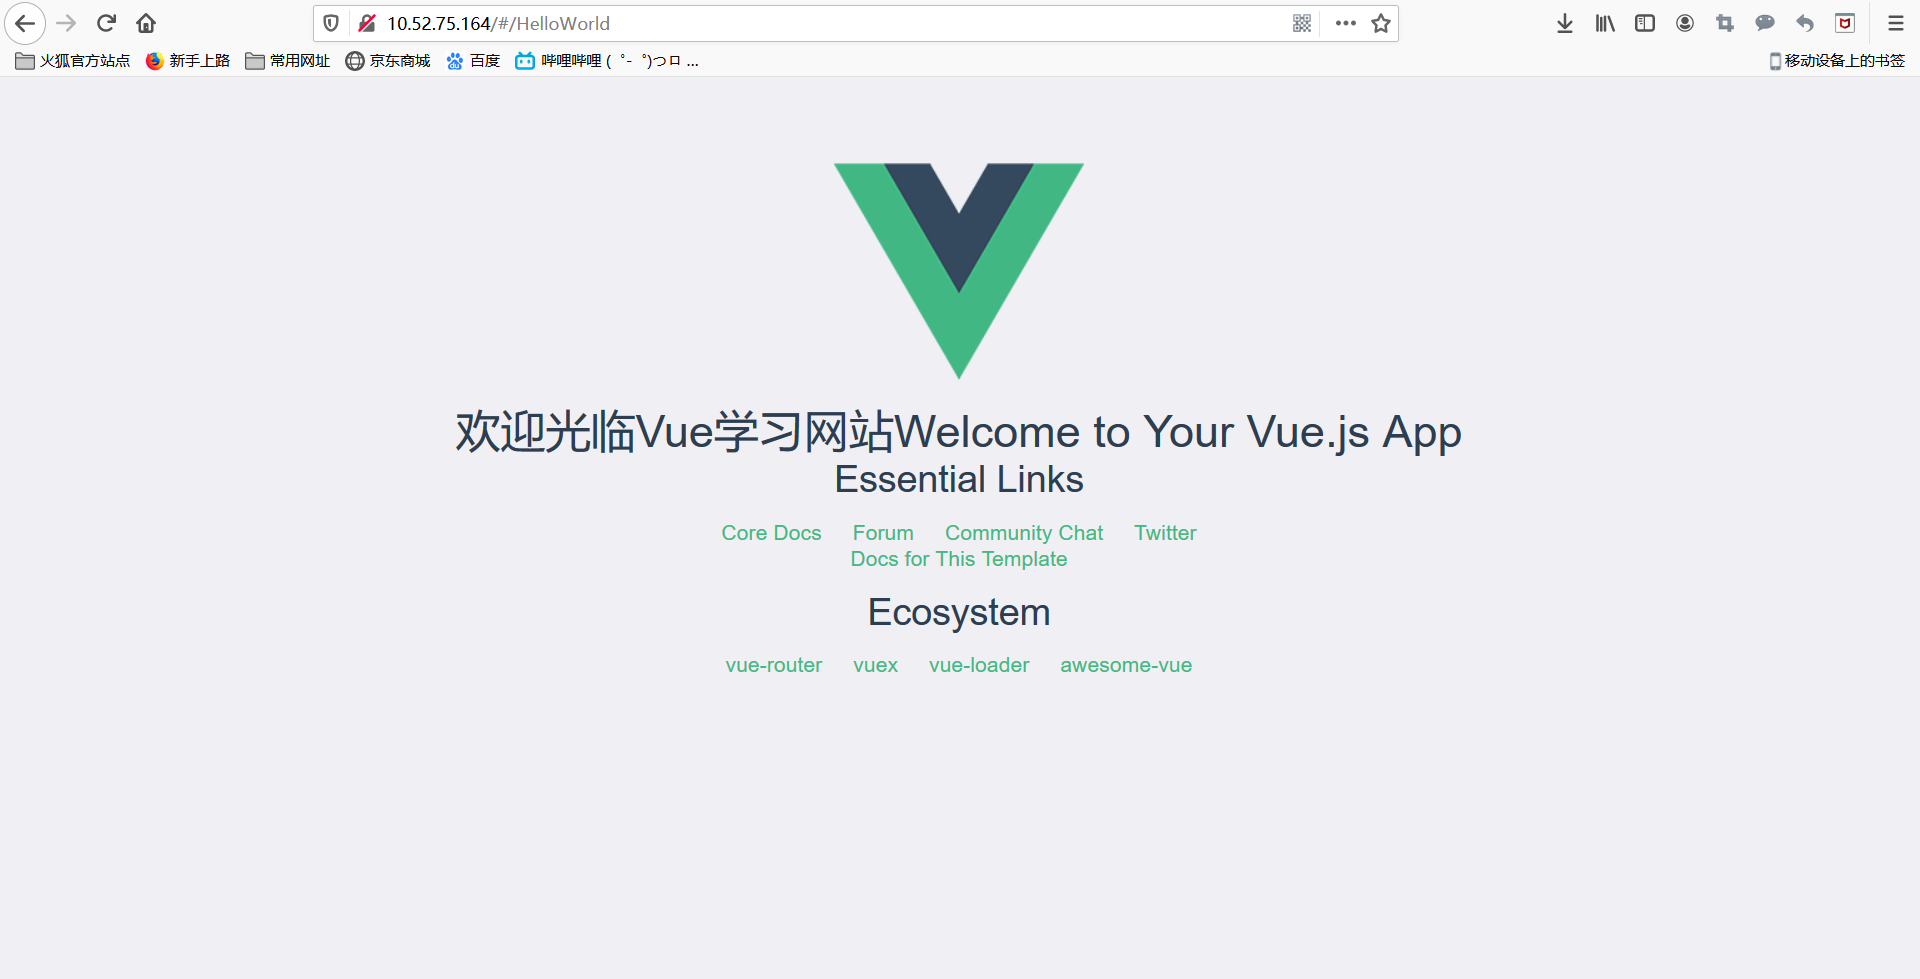 10.52.75.164/#/HelloWorld
火狐官方站点 新手上路 常用网址 京东商城 百度 哔哩哔哩 ( ゜- ゜)つロ ... 移动设备上的书签
欢迎光临Vue学习网站Welcome to Your Vue.js App
Essential Links
Core Docs Forum Community Chat Twitter
Docs for This Template
Ecosystem
vue-router vuex vue-loader awesome-vue